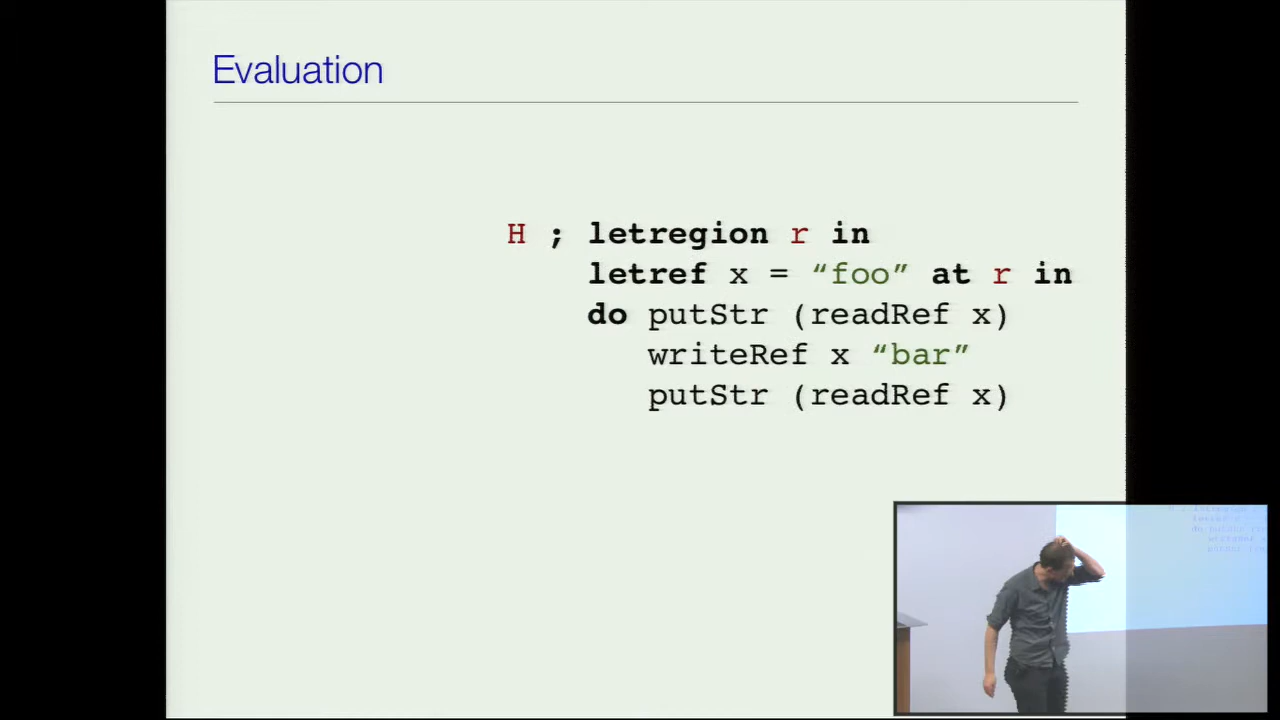 Evaluation
H ; letregion r in
letref x = “foo” at r in
do putStr (readRef x)
writeRef x “bar”
putStr (readRef x)